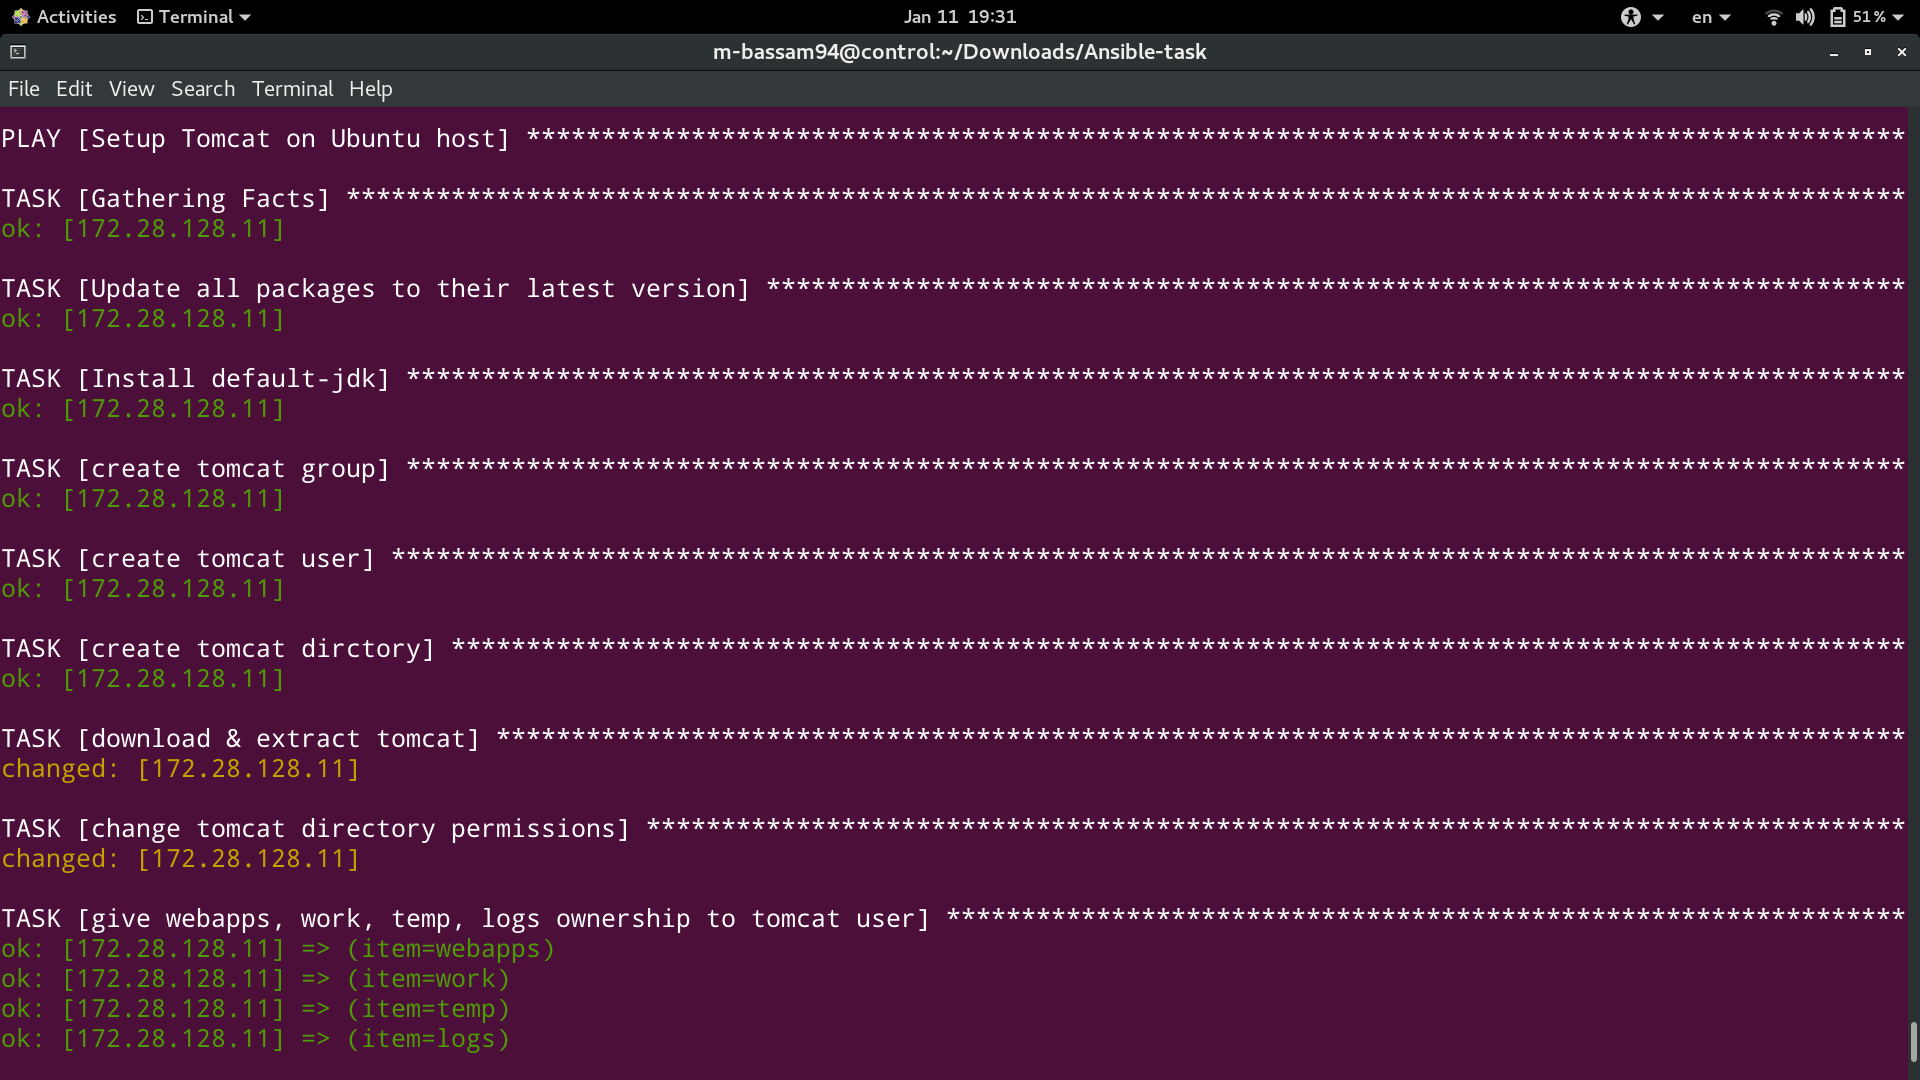 Activities Terminal Jan 11 19:31 en 51%
m-bassam94@control:~/Downloads/Ansible-task
File Edit View Search Terminal Help
PLAY [Setup Tomcat on Ubuntu host] ********************************************************************************************
TASK [Gathering Facts] ********************************************************************************************************
ok: [172.28.128.11]
TASK [Update all packages to their latest version] ****************************************************************************
ok: [172.28.128.11]
TASK [Install default-jdk] ****************************************************************************************************
ok: [172.28.128.11]
TASK [create tomcat group] ****************************************************************************************************
ok: [172.28.128.11]
TASK [create tomcat user] *****************************************************************************************************
ok: [172.28.128.11]
TASK [create tomcat dirctory] *************************************************************************************************
ok: [172.28.128.11]
TASK [download & extract tomcat] **********************************************************************************************
changed: [172.28.128.11]
TASK [change tomcat directory permissions] ************************************************************************************
changed: [172.28.128.11]
TASK [give webapps, work, temp, logs ownership to tomcat user] ****************************************************************
ok: [172.28.128.11] => (item=webapps)
ok: [172.28.128.11] => (item=work)
ok: [172.28.128.11] => (item=temp)
ok: [172.28.128.11] => (item=logs)